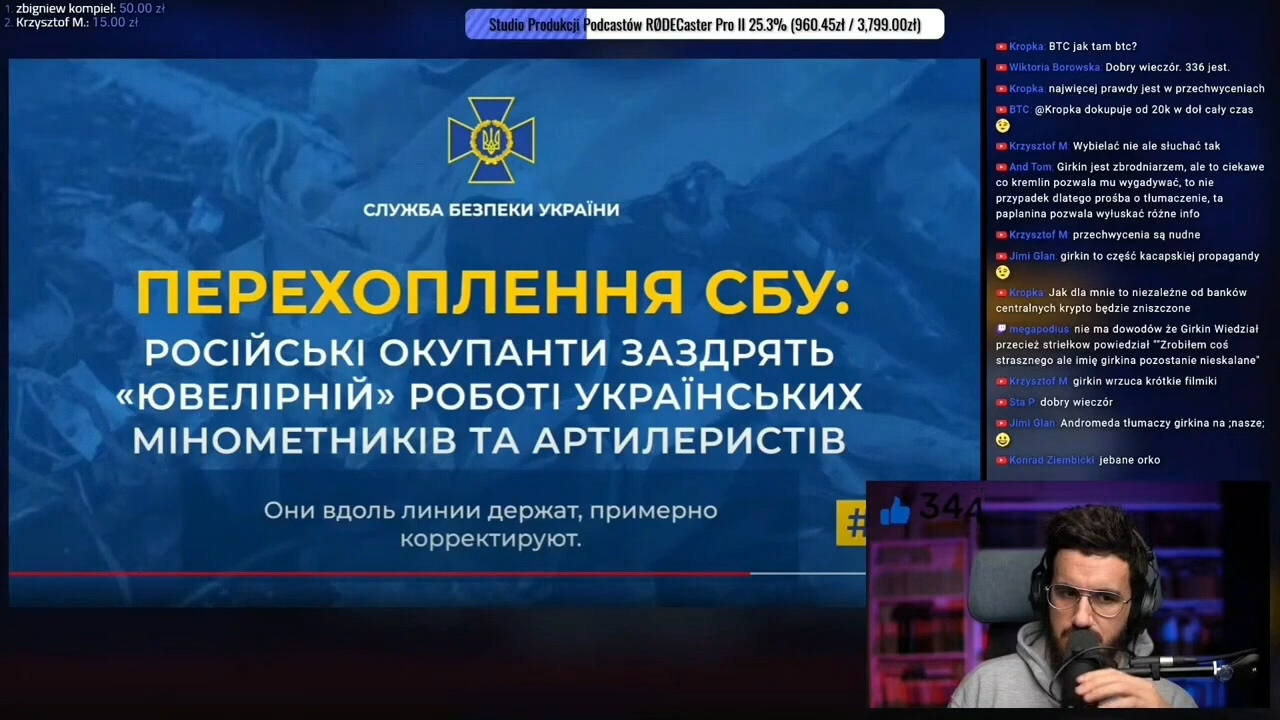 1. zbigniew kompiel: 50.00 zł
2. Krzysztof M.: 15.00 zł
Studio Produkcji Podcastów RØDECaster Pro II 25.3% (960.45zł / 3,799.00zł)
СЛУЖБА БЕЗПЕКИ УКРАЇНИ
ПЕРЕХОПЛЕННЯ СБУ:
РОСІЙСЬКІ ОКУПАНТИ ЗАЗДРЯТЬ
«ЮВЕЛІРНІЙ» РОБОТІ УКРАЇНСЬКИХ
МІНОМЕТНИКІВ ТА АРТИЛЕРИСТІВ
Они вдоль линии держат, примерно
корректируют.
#
Kropka: BTC jak tam btc?
Wiktoria Borowska: Dobry wieczór. 336 jest.
Kropka: najwięcej prawdy jest w przechwyceniach
BTC: @Kropka dokupuje od 20k w doł cały czas
Krzysztof M: Wybielać nie ale słuchać tak
And Tom: Girkin jest zbrodniarzem, ale to ciekawe
co kremlin pozwala mu wygadywać, to nie
przypadek dlatego prośba o tłumaczenie, ta
paplanina pozwala wyłuskać różne info
Krzysztof M: przechwycenia są nudne
Jimi Glan: girkin to część kacapskiej propagandy
Kropka: Jak dla mnie to niezależne od banków
centralnych krypto będzie zniszczone
megapodius: nie ma dowodów że Girkin Wiedział
przecież striełkow powiedział ""Zrobiłem coś
strasznego ale imię girkina pozostanie nieskalane"
Krzysztof M: girkin wrzuca krótkie filmiki
Sta P: dobry wieczór
Jimi Glan: Andromeda tłumaczy girkina na ;nasze;
Konrad Ziembicki: jebane orko